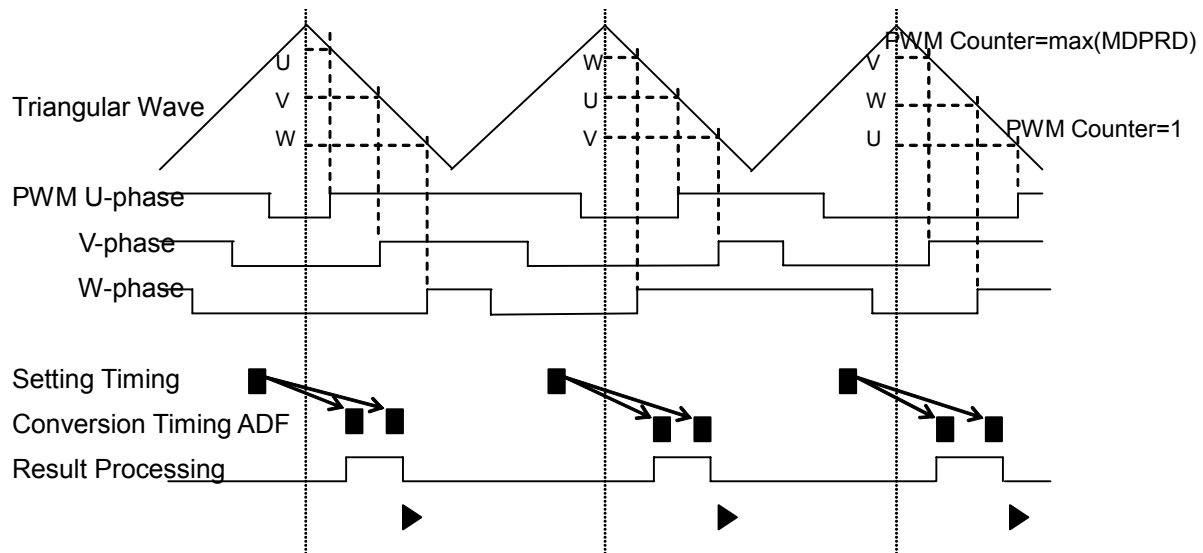 PWM Counter=max(MDPRD)
U W V
Triangular Wave V U W
W V U
PWM Counter=1
PWM U-phase
V-phase
W-phase
Setting Timing
Conversion Timing ADF
Result Processing